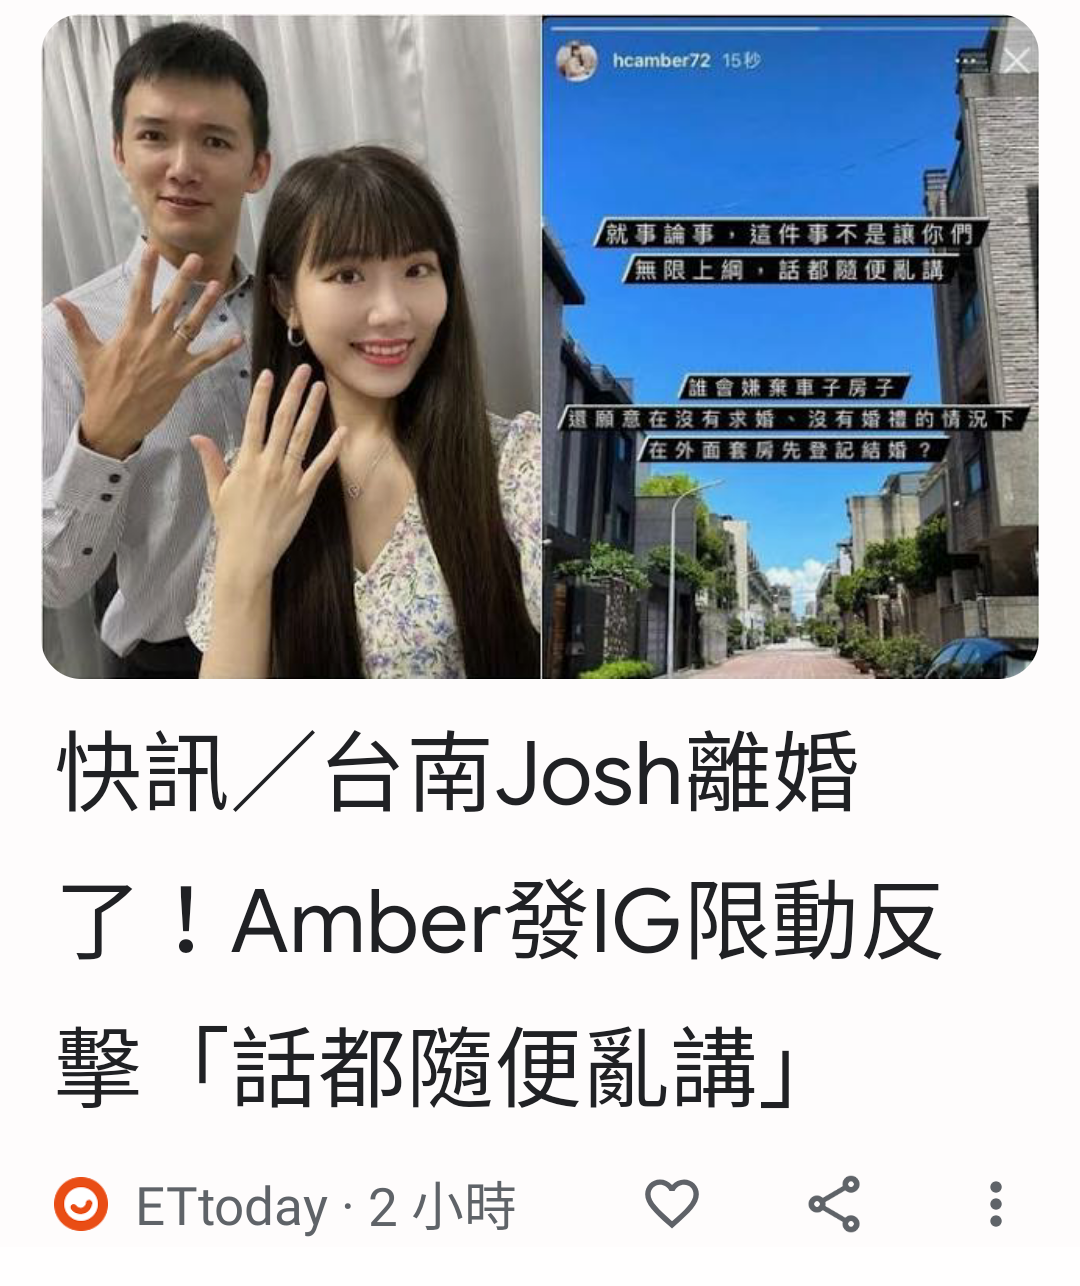 hcamber72 15秒
就事論事，這件事不是讓你們
無限上綱，話都隨便亂講
誰會嫌棄車子房子
還願意在沒有求婚、沒有婚禮的情況下
在外面套房先登記結婚？
快訊／台南Josh離婚
了！Amber發IG限動反
擊「話都隨便亂講」
ETtoday · 2 小時